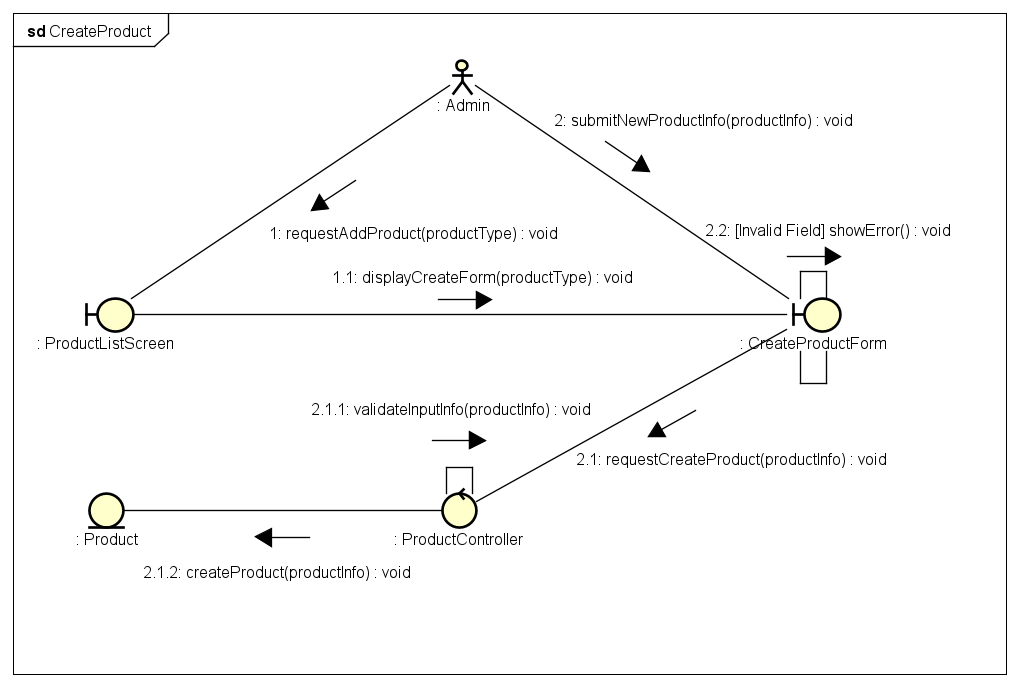 sd CreateProduct
: Admin
2: submitNewProductInfo(productInfo) : void
1: requestAddProduct(productType) : void
2.2: [Invalid Field] showError() : void
1.1: displayCreateForm(productType) : void
: ProductListScreen
: CreateProductForm
2.1.1: validateInputInfo(productInfo) : void
2.1: requestCreateProduct(productInfo) : void
: Product
: ProductController
2.1.2: createProduct(productInfo) : void